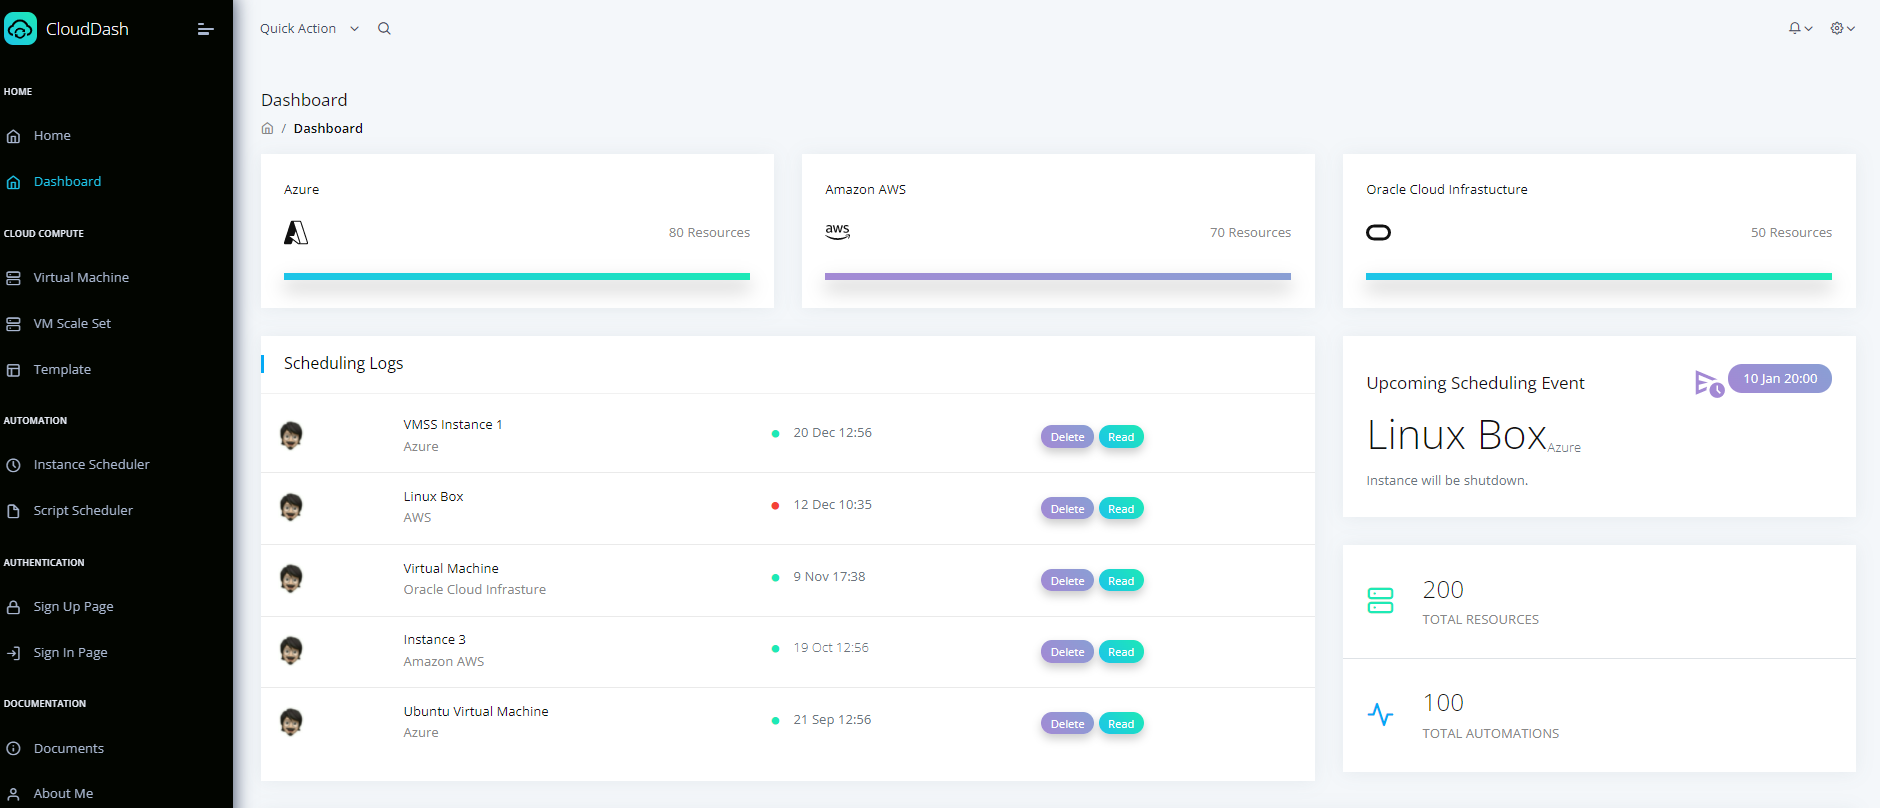 CloudDash
Quick Action
HOME
Home
Dashboard
CLOUD COMPUTE
Virtual Machine
VM Scale Set
Template
AUTOMATION
Instance Scheduler
Script Scheduler
AUTHENTICATION
Sign Up Page
Sign In Page
DOCUMENTATION
Documents
About Me
Dashboard
/ Dashboard
Azure
80 Resources
Amazon AWS
aws
70 Resources
Oracle Cloud Infrastucture
50 Resources
Scheduling Logs
VMSS Instance 1
Azure
20 Dec 12:56
Delete Read
Linux Box
AWS
12 Dec 10:35
Delete Read
Virtual Machine
Oracle Cloud Infrasture
9 Nov 17:38
Delete Read
Instance 3
Amazon AWS
19 Oct 12:56
Delete Read
Ubuntu Virtual Machine
Azure
21 Sep 12:56
Delete Read
Upcoming Scheduling Event
10 Jan 20:00
Linux Box Azure
Instance will be shutdown.
200
TOTAL RESOURCES
100
TOTAL AUTOMATIONS